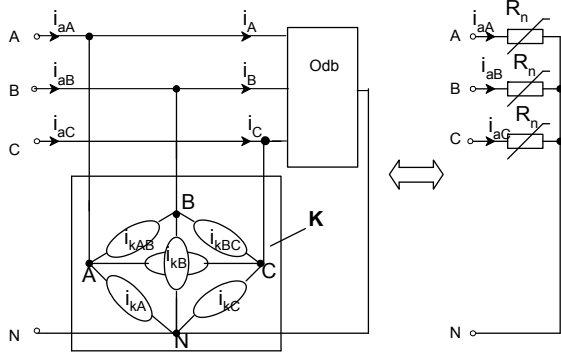 A i_aA i_A
B i_aB i_B
C i_aC i_C
Odb
K
B
i_kAB i_kBC
A i_kB C
i_kA i_kC
N
N
A i_aA R_n
B i_aB R_n
C i_aC R_n
N